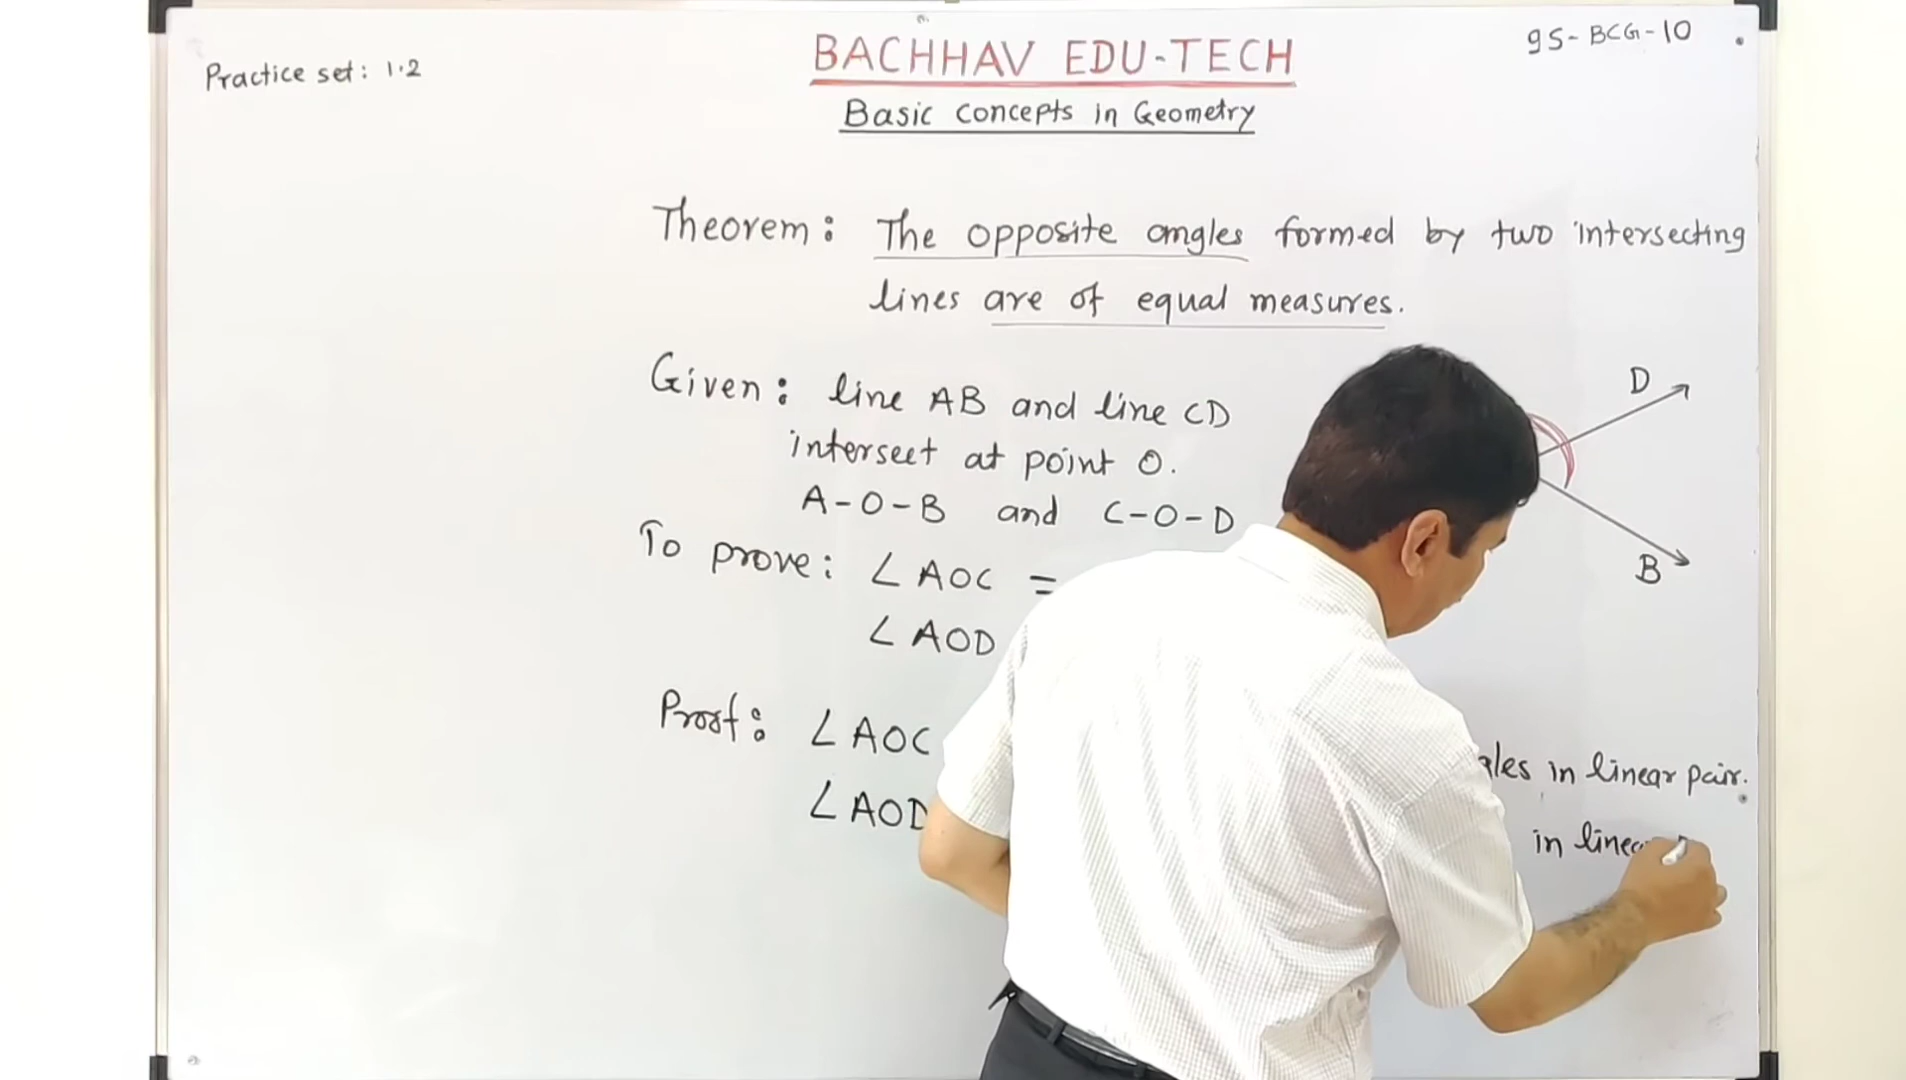 BACHHAV EDU-TECH
9S-BCG-10
Practice set: 1.2
Basic Concepts in Geometry
Theorem: The opposite angles formed by two intersecting
lines are of equal measures.
Given: line AB and line CD
intersect at point O.
A-O-B and C-O-D
D
B
To prove: ∠AOC =
∠AOD
Proof: ∠AOC
in linear pair.
∠AOD
in